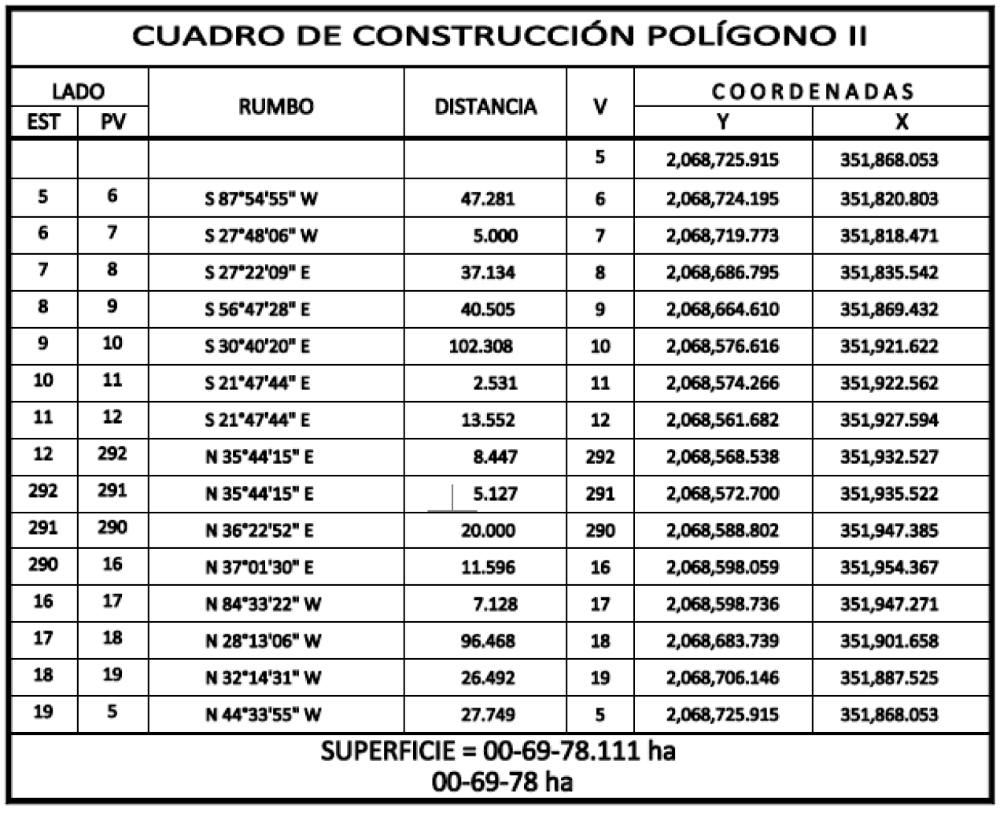 CUADRO DE CONSTRUCCIÓN POLÍGONO II
LADO RUMBO DISTANCIA V COORDENADAS
EST PV Y X
5 2,068,725.915 351,868.053
5 6 S 87°54'55" W 47.281 6 2,068,724.195 351,820.803
6 7 S 27°48'06" W 5.000 7 2,068,719.773 351,818.471
7 8 S 27°22'09" E 37.134 8 2,068,686.795 351,835.542
8 9 S 56°47'28" E 40.505 9 2,068,664.610 351,869.432
9 10 S 30°40'20" E 102.308 10 2,068,576.616 351,921.622
10 11 S 21°47'44" E 2.531 11 2,068,574.266 351,922.562
11 12 S 21°47'44" E 13.552 12 2,068,561.682 351,927.594
12 292 N 35°44'15" E 8.447 292 2,068,568.538 351,932.527
292 291 N 35°44'15" E 5.127 291 2,068,572.700 351,935.522
291 290 N 36°22'52" E 20.000 290 2,068,588.802 351,947.385
290 16 N 37°01'30" E 11.596 16 2,068,598.059 351,954.367
16 17 N 84°33'22" W 7.128 17 2,068,598.736 351,947.271
17 18 N 28°13'06" W 96.468 18 2,068,683.739 351,901.658
18 19 N 32°14'31" W 26.492 19 2,068,706.146 351,887.525
19 5 N 44°33'55" W 27.749 5 2,068,725.915 351,868.053
SUPERFICIE = 00-69-78.111 ha
00-69-78 ha